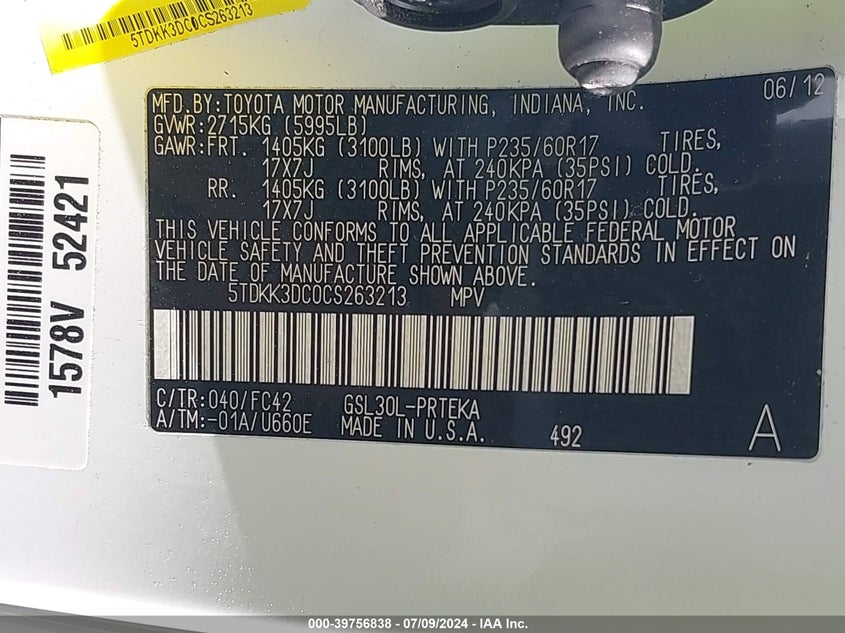 5TDKK3DC0CS263213
MFD.BY:TOYOTA MOTOR MANUFACTURING, INDIANA, INC. 06/12
GVWR:2715KG (5995LB)
GAWR:FRT. 1405KG (3100LB) WITH P235/60R17 TIRES,
17X7J RIMS, AT 240KPA (35PSI) COLD.
RR. 1405KG (3100LB) WITH P235/60R17 TIRES,
17X7J RIMS, AT 240KPA (35PSI) COLD.
THIS VEHICLE CONFORMS TO ALL APPLICABLE FEDERAL MOTOR
VEHICLE SAFETY AND THEFT PREVENTION STANDARDS IN EFFECT ON
THE DATE OF MANUFACTURE SHOWN ABOVE.
5TDKK3DC0CS263213 MPV
C/TR:040/FC42 GSL30L-PRTEKA
A/TM:-01A/U660E MADE IN U.S.A. 492 A
1578V 52421
000-39756838 - 07/09/2024 - IAA Inc.